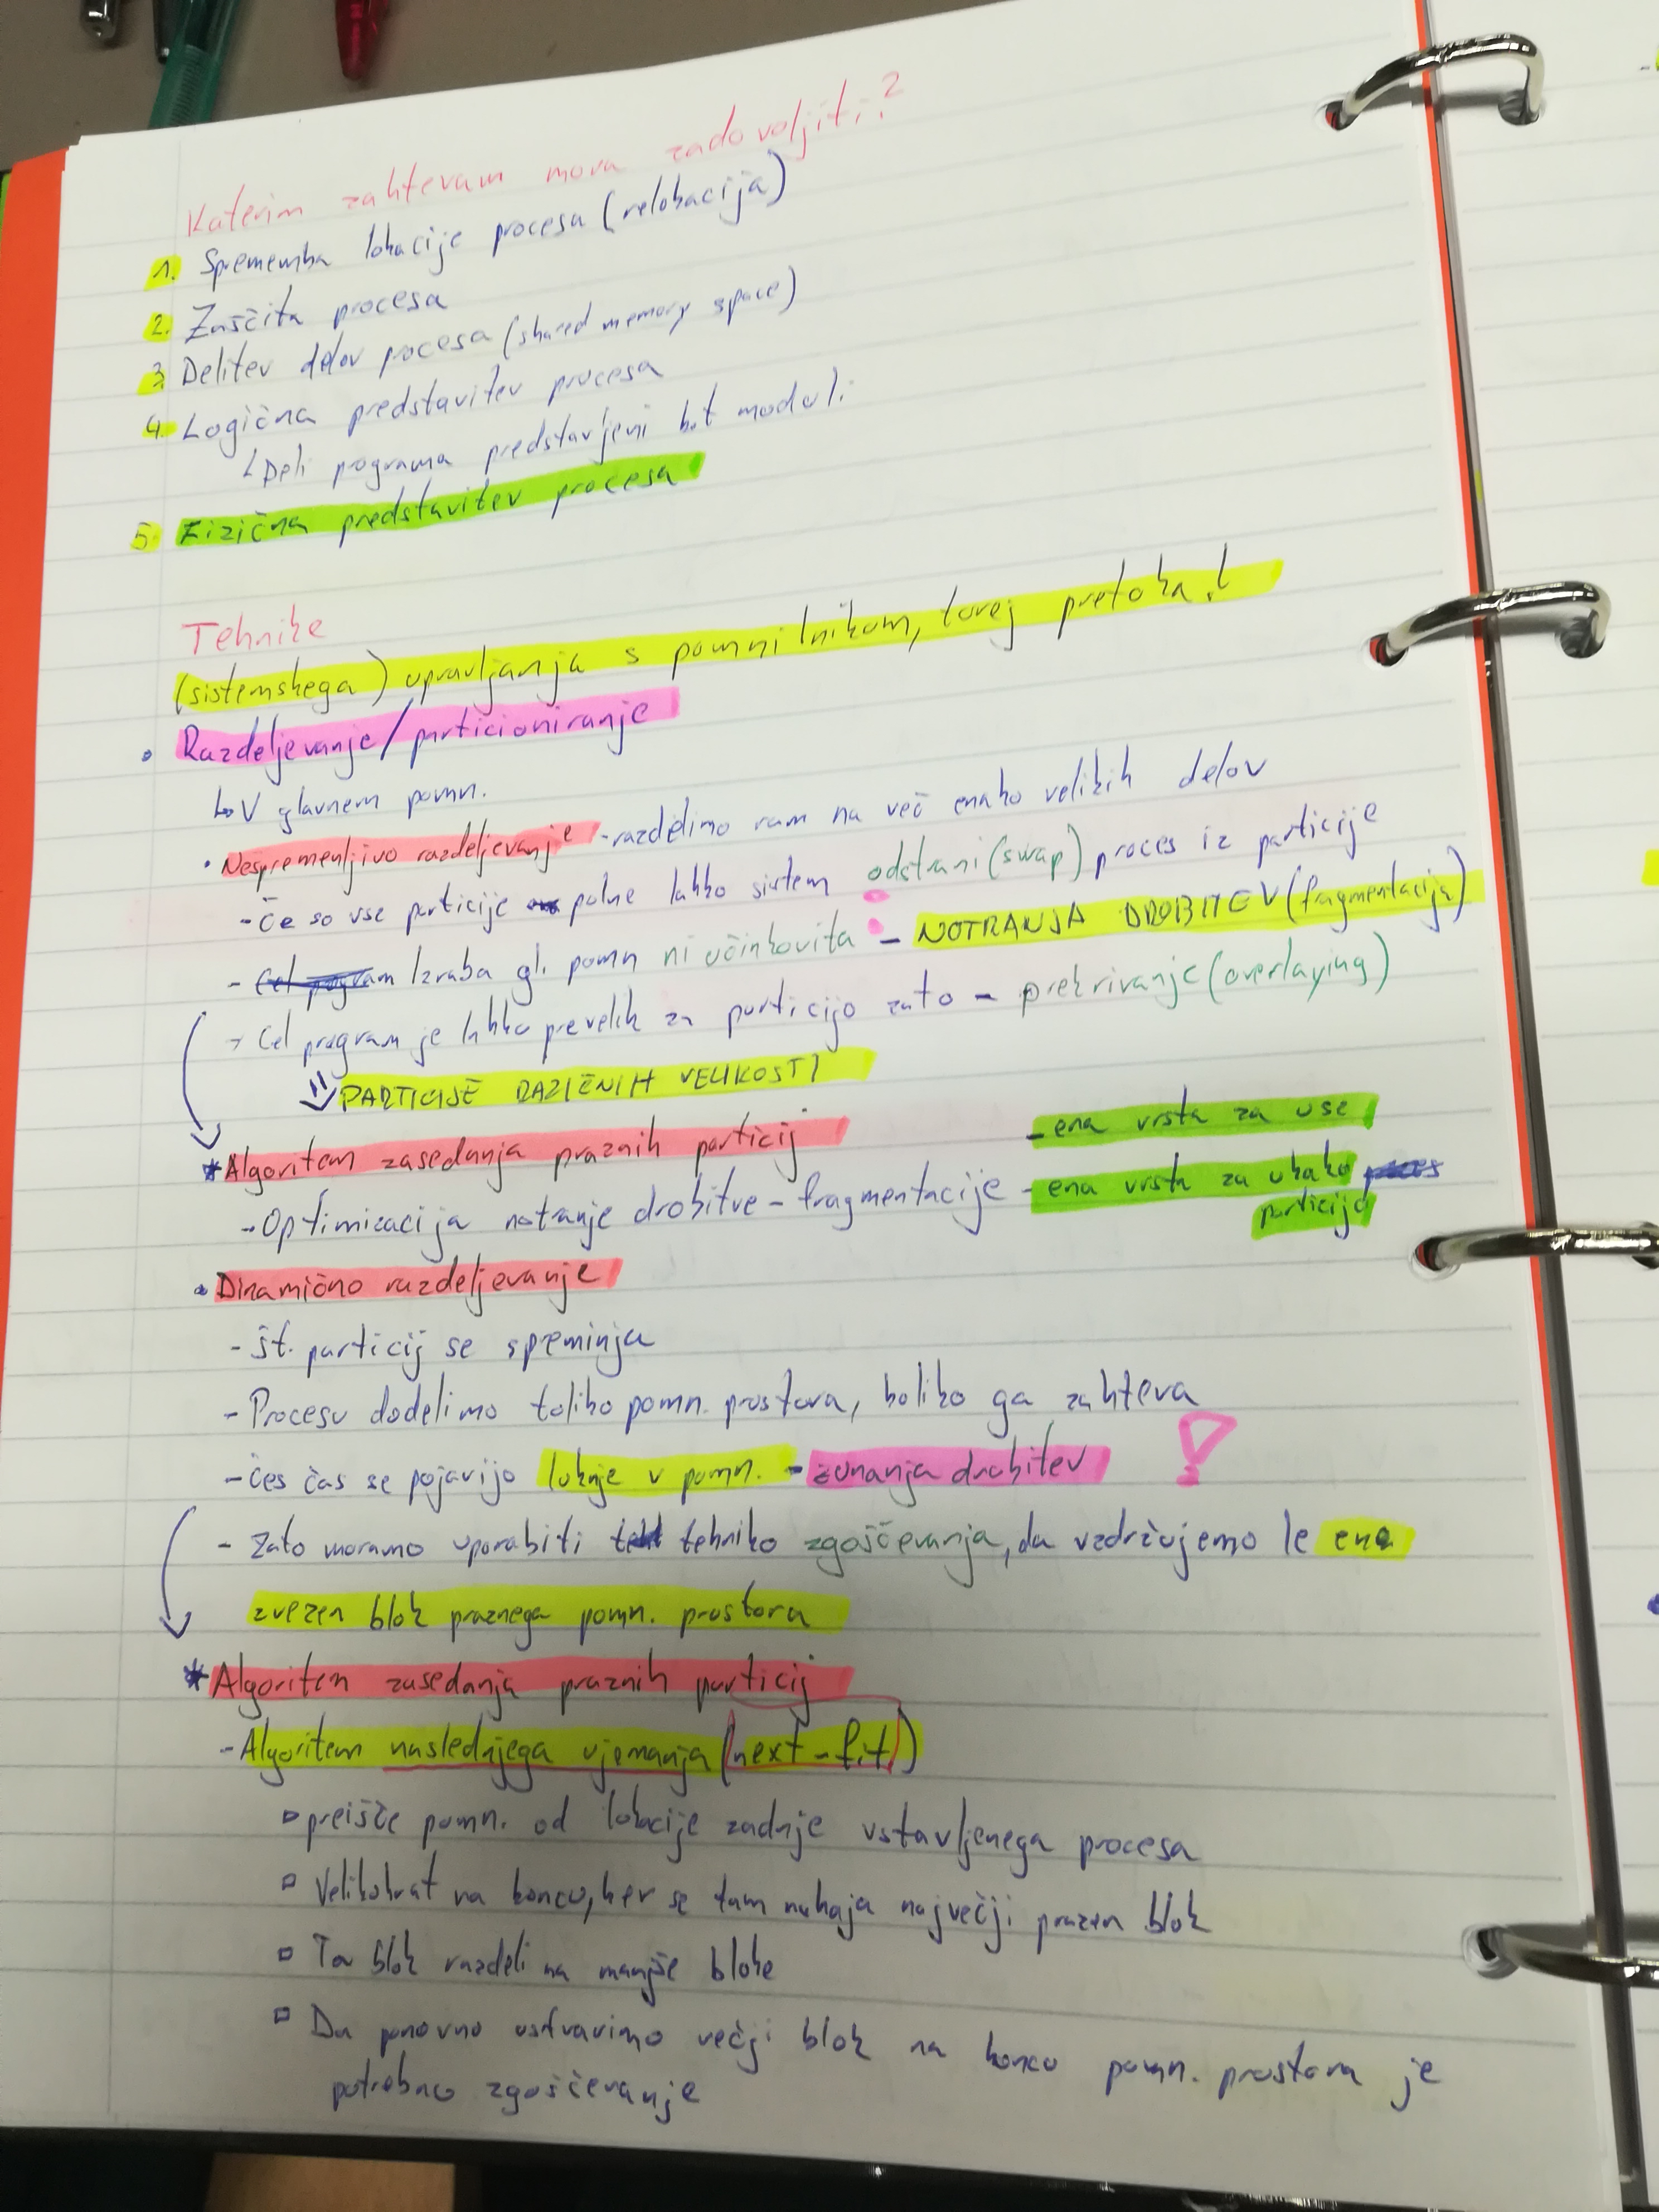 Katerim zahtevam mora zadovoljiti?
1. Sprememba lokacije procesa (relokacija)
2. Zaščita procesa
3. Delitev delov pocesa (shared memory space)
4. Logična predstavitev procesa
↳ Deli programa predstavljeni kot moduli
5. Fizična predstavitev procesa
Tehnike
(sistemskega) upravljanja s pomnilnikom, torej pretoka!
• Razdeljevanje/particioniranje
↳ V glavnem pomn.
• Nespremenljivo razdeljevanje - razdelimo ram na več enako velikih delov
- če so vse particije polne lahko sistem odstrani (swap) proces iz particije
- Izraba gl. pomn ni učinkovita - NOTRANJA DROBITEV (fragmentacija)
- Cel program je lahko prevelik za particijo zato - prekrivanje (overlaying)
⇓ PARTICIJE RAZIČNIH VELIKOSTI
* Algoritem zasedanja praznih particij
- ena vrsta za vse
- Optimizacija notranje drobitve - fragmentacije - ena vrsta za vsako
particijo
• Dinamično razdeljevanje
- št. particij se spreminja
- Procesu dodelimo toliko pomn. prostora, koliko ga zahteva
- čes čas se pojavijo luknje v pomn. - zunanja drobitev !
- Zato moramo uporabiti tehniko zgoščevanja, da vzdržujemo le ena
zvezen blok praznega pomn. prostora
* Algoritem zasedanja praznih particij
- Algoritem naslednjega ujemanja (next-fit)
▫ preišče pomn. od lokacije zadnje vstavljenega procesa
▫ Velikokrat na koncu, ker se tam nahaja največji prazen blok
▫ Ta blok razdeli na manjše bloke
▫ Da ponovno ustvarimo večji blok na koncu pomn. prostora je
potrebno zgoščevanje